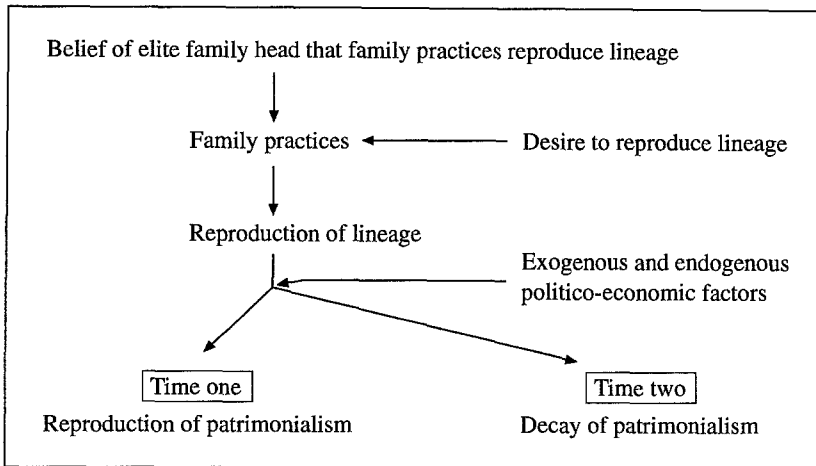 Belief of elite family head that family practices reproduce lineage
Family practices
Desire to reproduce lineage
Reproduction of lineage
Exogenous and endogenous
politico-economic factors
Time one
Time two
Reproduction of patrimonialism
Decay of patrimonialism